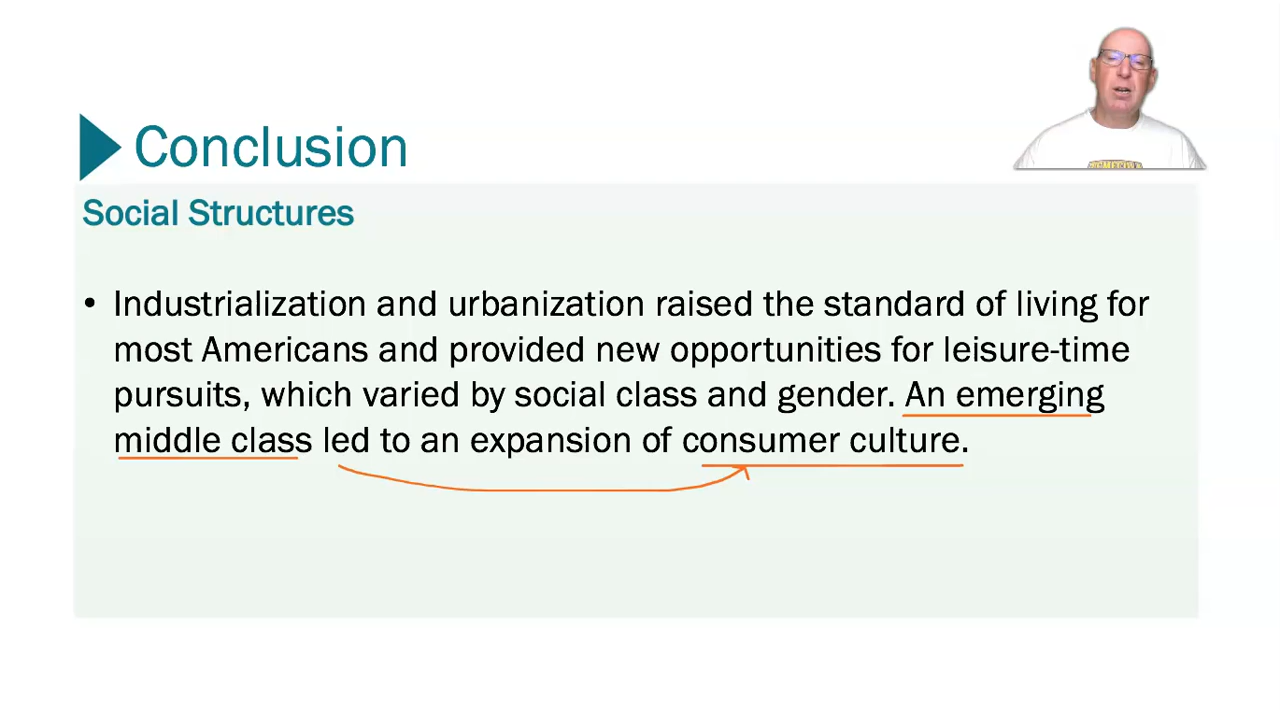 Conclusion
Social Structures
• Industrialization and urbanization raised the standard of living for
most Americans and provided new opportunities for leisure-time
pursuits, which varied by social class and gender. An emerging
middle class led to an expansion of consumer culture.